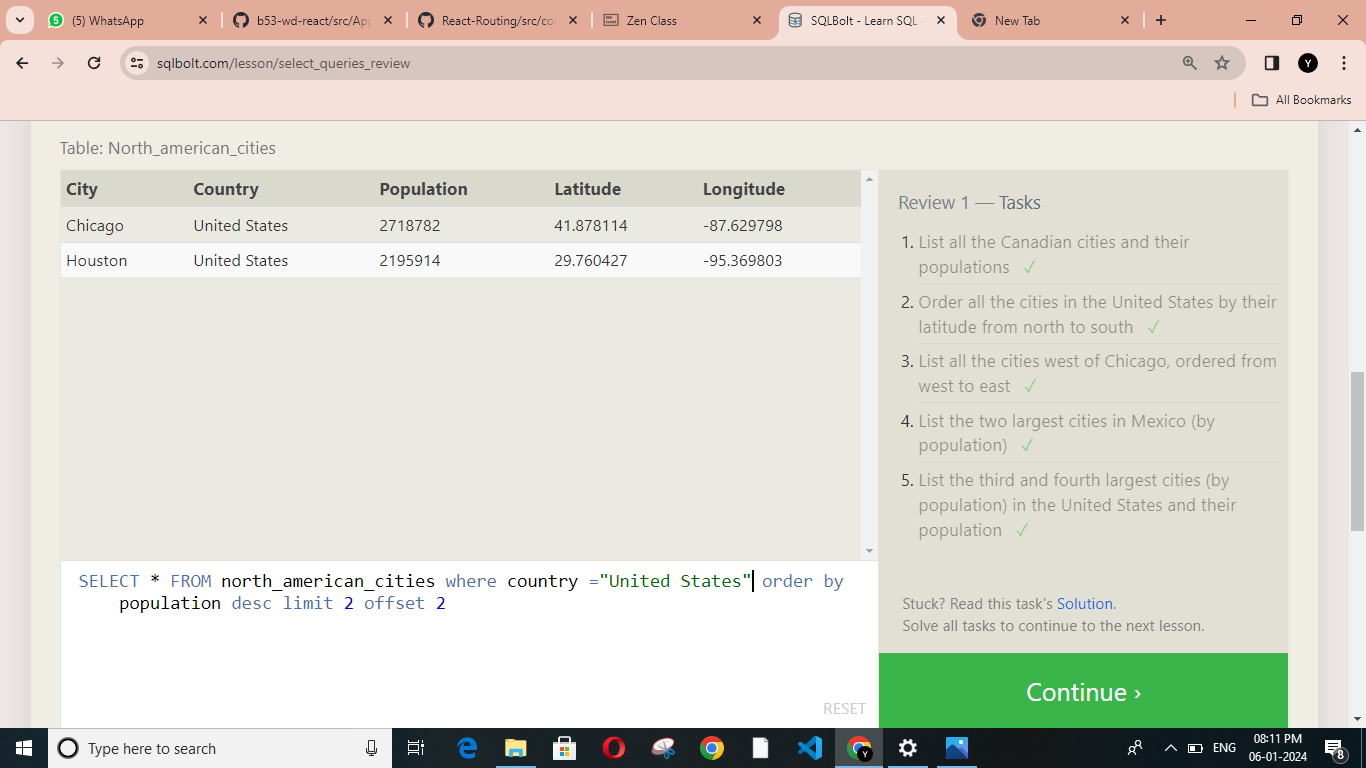 (5) WhatsApp
b53-wd-react/src/Ap
React-Routing/src/co
Zen Class
SQLBolt - Learn SQL -
New Tab
sqlbolt.com/lesson/select_queries_review
Y
All Bookmarks
Table: North_american_cities
City Country Population Latitude Longitude
Chicago United States 2718782 41.878114 -87.629798
Houston United States 2195914 29.760427 -95.369803
SELECT * FROM north_american_cities where country ="United States" order by
population desc limit 2 offset 2
RESET
Review 1 — Tasks
1. List all the Canadian cities and their
populations ✓
2. Order all the cities in the United States by their
latitude from north to south ✓
3. List all the cities west of Chicago, ordered from
west to east ✓
4. List the two largest cities in Mexico (by
population) ✓
5. List the third and fourth largest cities (by
population) in the United States and their
population ✓
Stuck? Read this task's Solution.
Solve all tasks to continue to the next lesson.
Continue ›
Type here to search
ENG
08:11 PM
06-01-2024
8